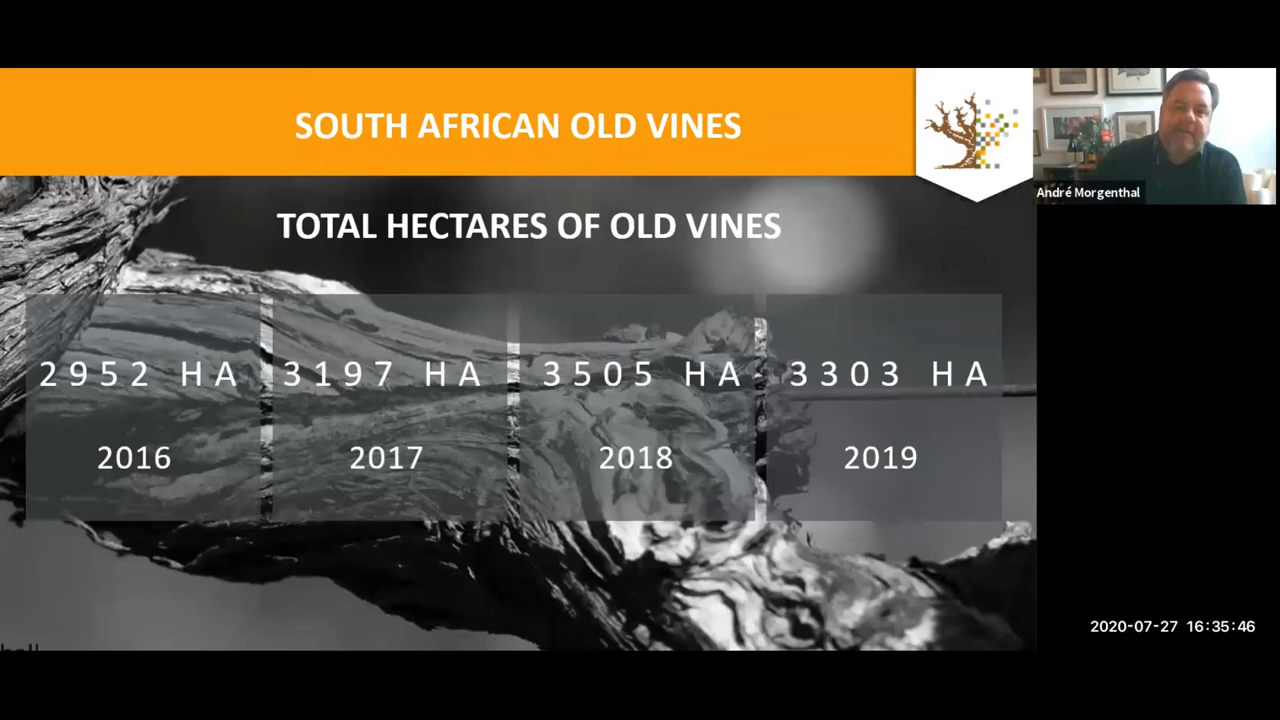 SOUTH AFRICAN OLD VINES
André Morgenthal
TOTAL HECTARES OF OLD VINES
2952 HA
3197 HA
3505 HA
3303 HA
2016
2017
2018
2019
2020-07-27 16:35:46